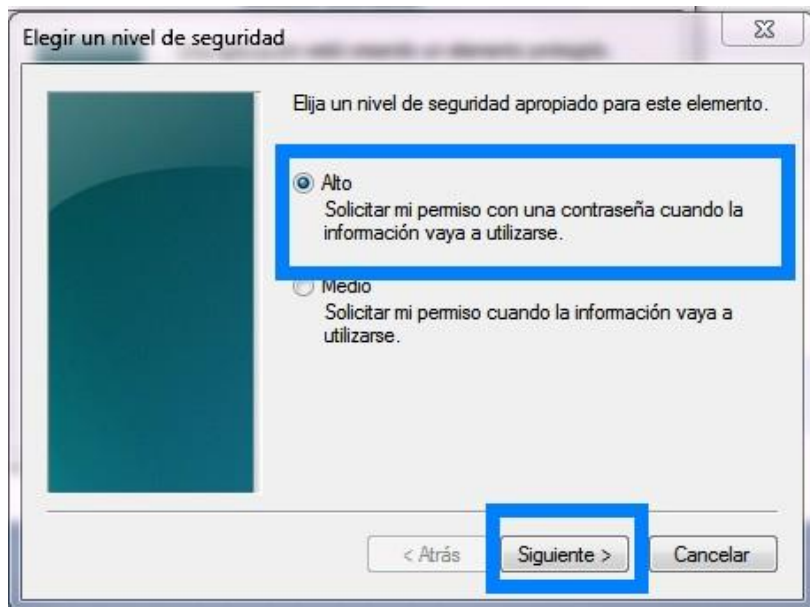 Elegir un nivel de seguridad
Elija un nivel de seguridad apropiado para este elemento.
Alto
Solicitar mi permiso con una contraseña cuando la
información vaya a utilizarse.
Medio
Solicitar mi permiso cuando la información vaya a
utilizarse.
< Atrás
Siguiente >
Cancelar